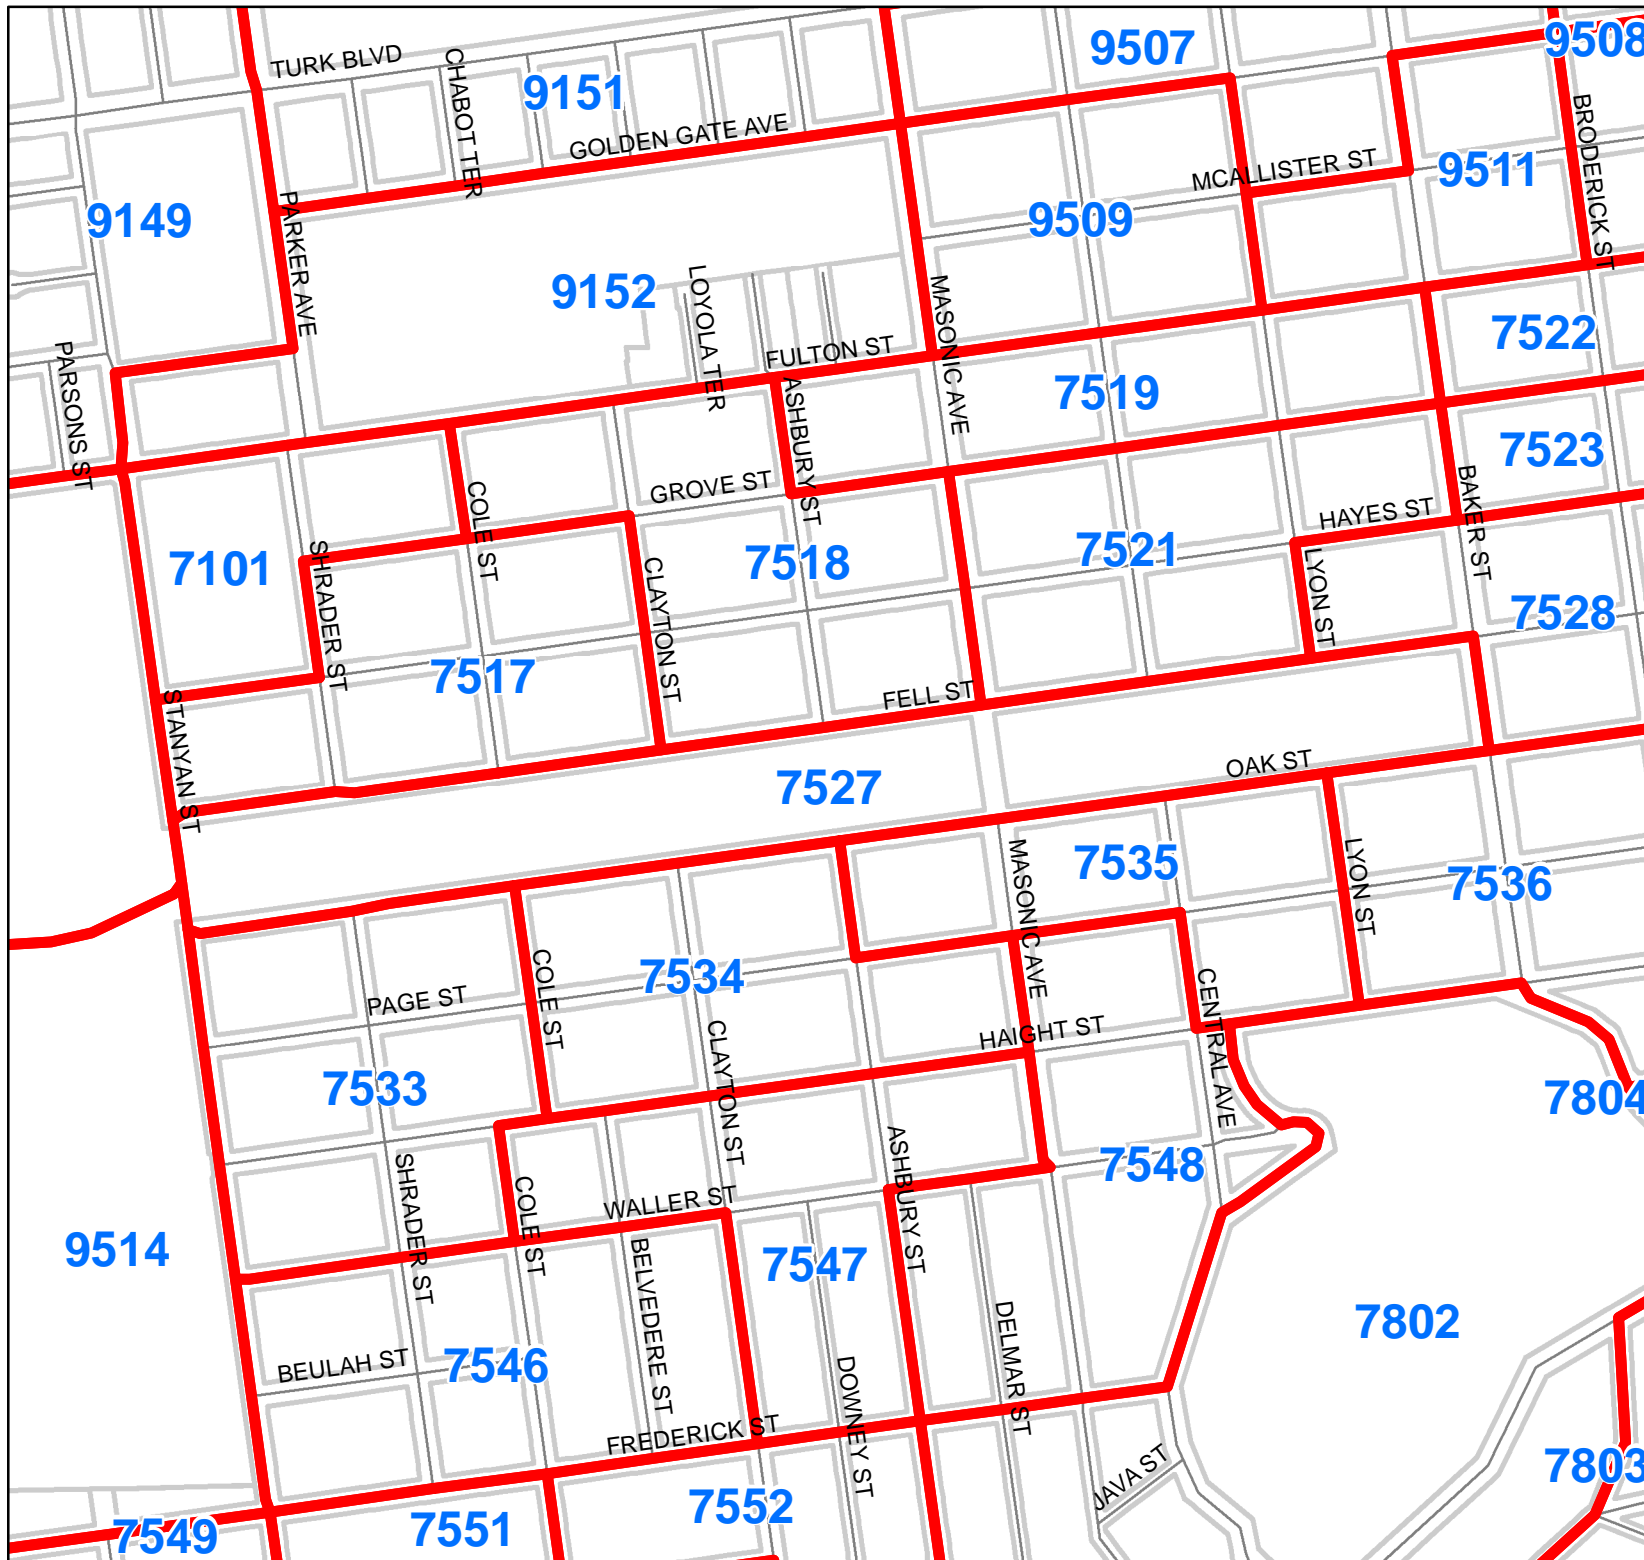 9508
9507
TURK BLVD
CHABOT TER
9151
GOLDEN GATE AVE
BRODERICK ST
MCALLISTER ST
9511
9149
PARKER AVE
9509
9152
LOYOLA TER
MASONIC AVE
FULTON ST
7522
PARSONS ST
ASHBURY ST
7519
7523
GROVE ST
COLE ST
BAKER ST
HAYES ST
7101
SHRADER ST
CLAYTON ST
7518
7521
LYON ST
7528
7517
STANYAN ST
FELL ST
7527
OAK ST
MASONIC AVE
7535
LYON ST
7536
COLE ST
7534
PAGE ST
CENTRAL AVE
CLAYTON ST
HAIGHT ST
7533
7804
ASHBURY ST
7548
SHRADER ST
COLE ST
WALLER ST
9514
BELVEDERE ST
7547
DELMAR ST
7802
BEULAH ST
7546
DOWNEY ST
FREDERICK ST
JAVA ST
7803
7552
7549
7551